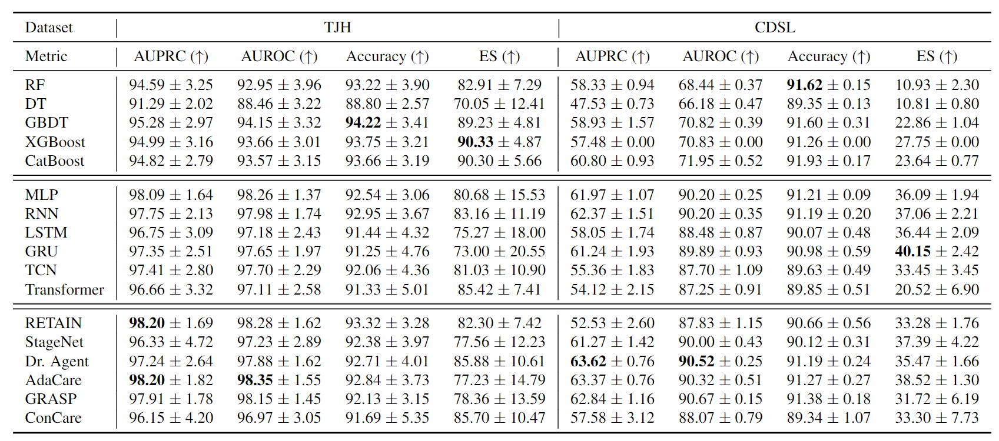 Dataset TJH CDSL
Metric AUPRC (↑) AUROC (↑) Accuracy (↑) ES (↑) AUPRC (↑) AUROC (↑) Accuracy (↑) ES (↑)
RF 94.59 ± 3.25 92.95 ± 3.96 93.22 ± 3.90 82.91 ± 7.29 58.33 ± 0.94 68.44 ± 0.37 91.62 ± 0.15 10.93 ± 2.30
DT 91.29 ± 2.02 88.46 ± 3.22 88.80 ± 2.57 70.05 ± 12.41 47.53 ± 0.73 66.18 ± 0.47 89.35 ± 0.13 10.81 ± 0.80
GBDT 95.28 ± 2.97 94.15 ± 3.32 94.22 ± 3.41 89.23 ± 4.81 58.93 ± 1.57 70.82 ± 0.39 91.60 ± 0.31 22.86 ± 1.04
XGBoost 94.99 ± 3.16 93.66 ± 3.01 93.75 ± 3.21 90.33 ± 4.87 57.48 ± 0.00 70.83 ± 0.00 91.26 ± 0.00 27.75 ± 0.00
CatBoost 94.82 ± 2.79 93.57 ± 3.15 93.66 ± 3.19 90.30 ± 5.66 60.80 ± 0.93 71.95 ± 0.52 91.93 ± 0.17 23.64 ± 0.77
MLP 98.09 ± 1.64 98.26 ± 1.37 92.54 ± 3.06 80.68 ± 15.53 61.97 ± 1.07 90.20 ± 0.25 91.21 ± 0.09 36.09 ± 1.94
RNN 97.75 ± 2.13 97.98 ± 1.74 92.95 ± 3.67 83.16 ± 11.19 62.37 ± 1.51 90.20 ± 0.35 91.19 ± 0.20 37.06 ± 2.21
LSTM 96.75 ± 3.09 97.18 ± 2.43 91.44 ± 4.32 75.27 ± 18.00 58.05 ± 1.74 88.48 ± 0.87 90.07 ± 0.48 36.44 ± 2.09
GRU 97.35 ± 2.51 97.65 ± 1.97 91.25 ± 4.76 73.00 ± 20.55 61.24 ± 1.93 89.89 ± 0.93 90.98 ± 0.59 40.15 ± 2.42
TCN 97.41 ± 2.80 97.70 ± 2.29 92.06 ± 4.36 81.03 ± 10.90 55.36 ± 1.83 87.70 ± 1.09 89.63 ± 0.49 33.45 ± 3.45
Transformer 96.66 ± 3.32 97.11 ± 2.58 91.33 ± 5.01 85.42 ± 7.41 54.12 ± 2.15 87.25 ± 0.91 89.85 ± 0.51 20.52 ± 6.90
RETAIN 98.20 ± 1.69 98.28 ± 1.62 93.32 ± 3.28 82.30 ± 7.42 52.53 ± 2.60 87.83 ± 1.15 90.66 ± 0.56 33.28 ± 1.76
StageNet 96.33 ± 4.72 97.23 ± 2.89 92.38 ± 3.97 77.56 ± 12.23 61.27 ± 1.42 90.00 ± 0.43 90.12 ± 0.31 37.39 ± 4.22
Dr. Agent 97.24 ± 2.64 97.88 ± 1.62 92.71 ± 4.01 85.88 ± 10.61 63.62 ± 0.76 90.52 ± 0.25 91.19 ± 0.24 35.47 ± 1.66
AdaCare 98.20 ± 1.82 98.35 ± 1.55 92.84 ± 3.73 77.23 ± 14.79 63.37 ± 0.76 90.32 ± 0.51 91.27 ± 0.27 38.52 ± 1.30
GRASP 97.91 ± 1.78 98.15 ± 1.45 92.13 ± 3.15 78.36 ± 13.59 62.84 ± 1.16 90.67 ± 0.15 91.38 ± 0.18 31.72 ± 6.19
ConCare 96.15 ± 4.20 96.97 ± 3.05 91.69 ± 5.35 85.70 ± 10.47 57.58 ± 3.12 88.07 ± 0.79 89.34 ± 1.07 33.30 ± 7.73